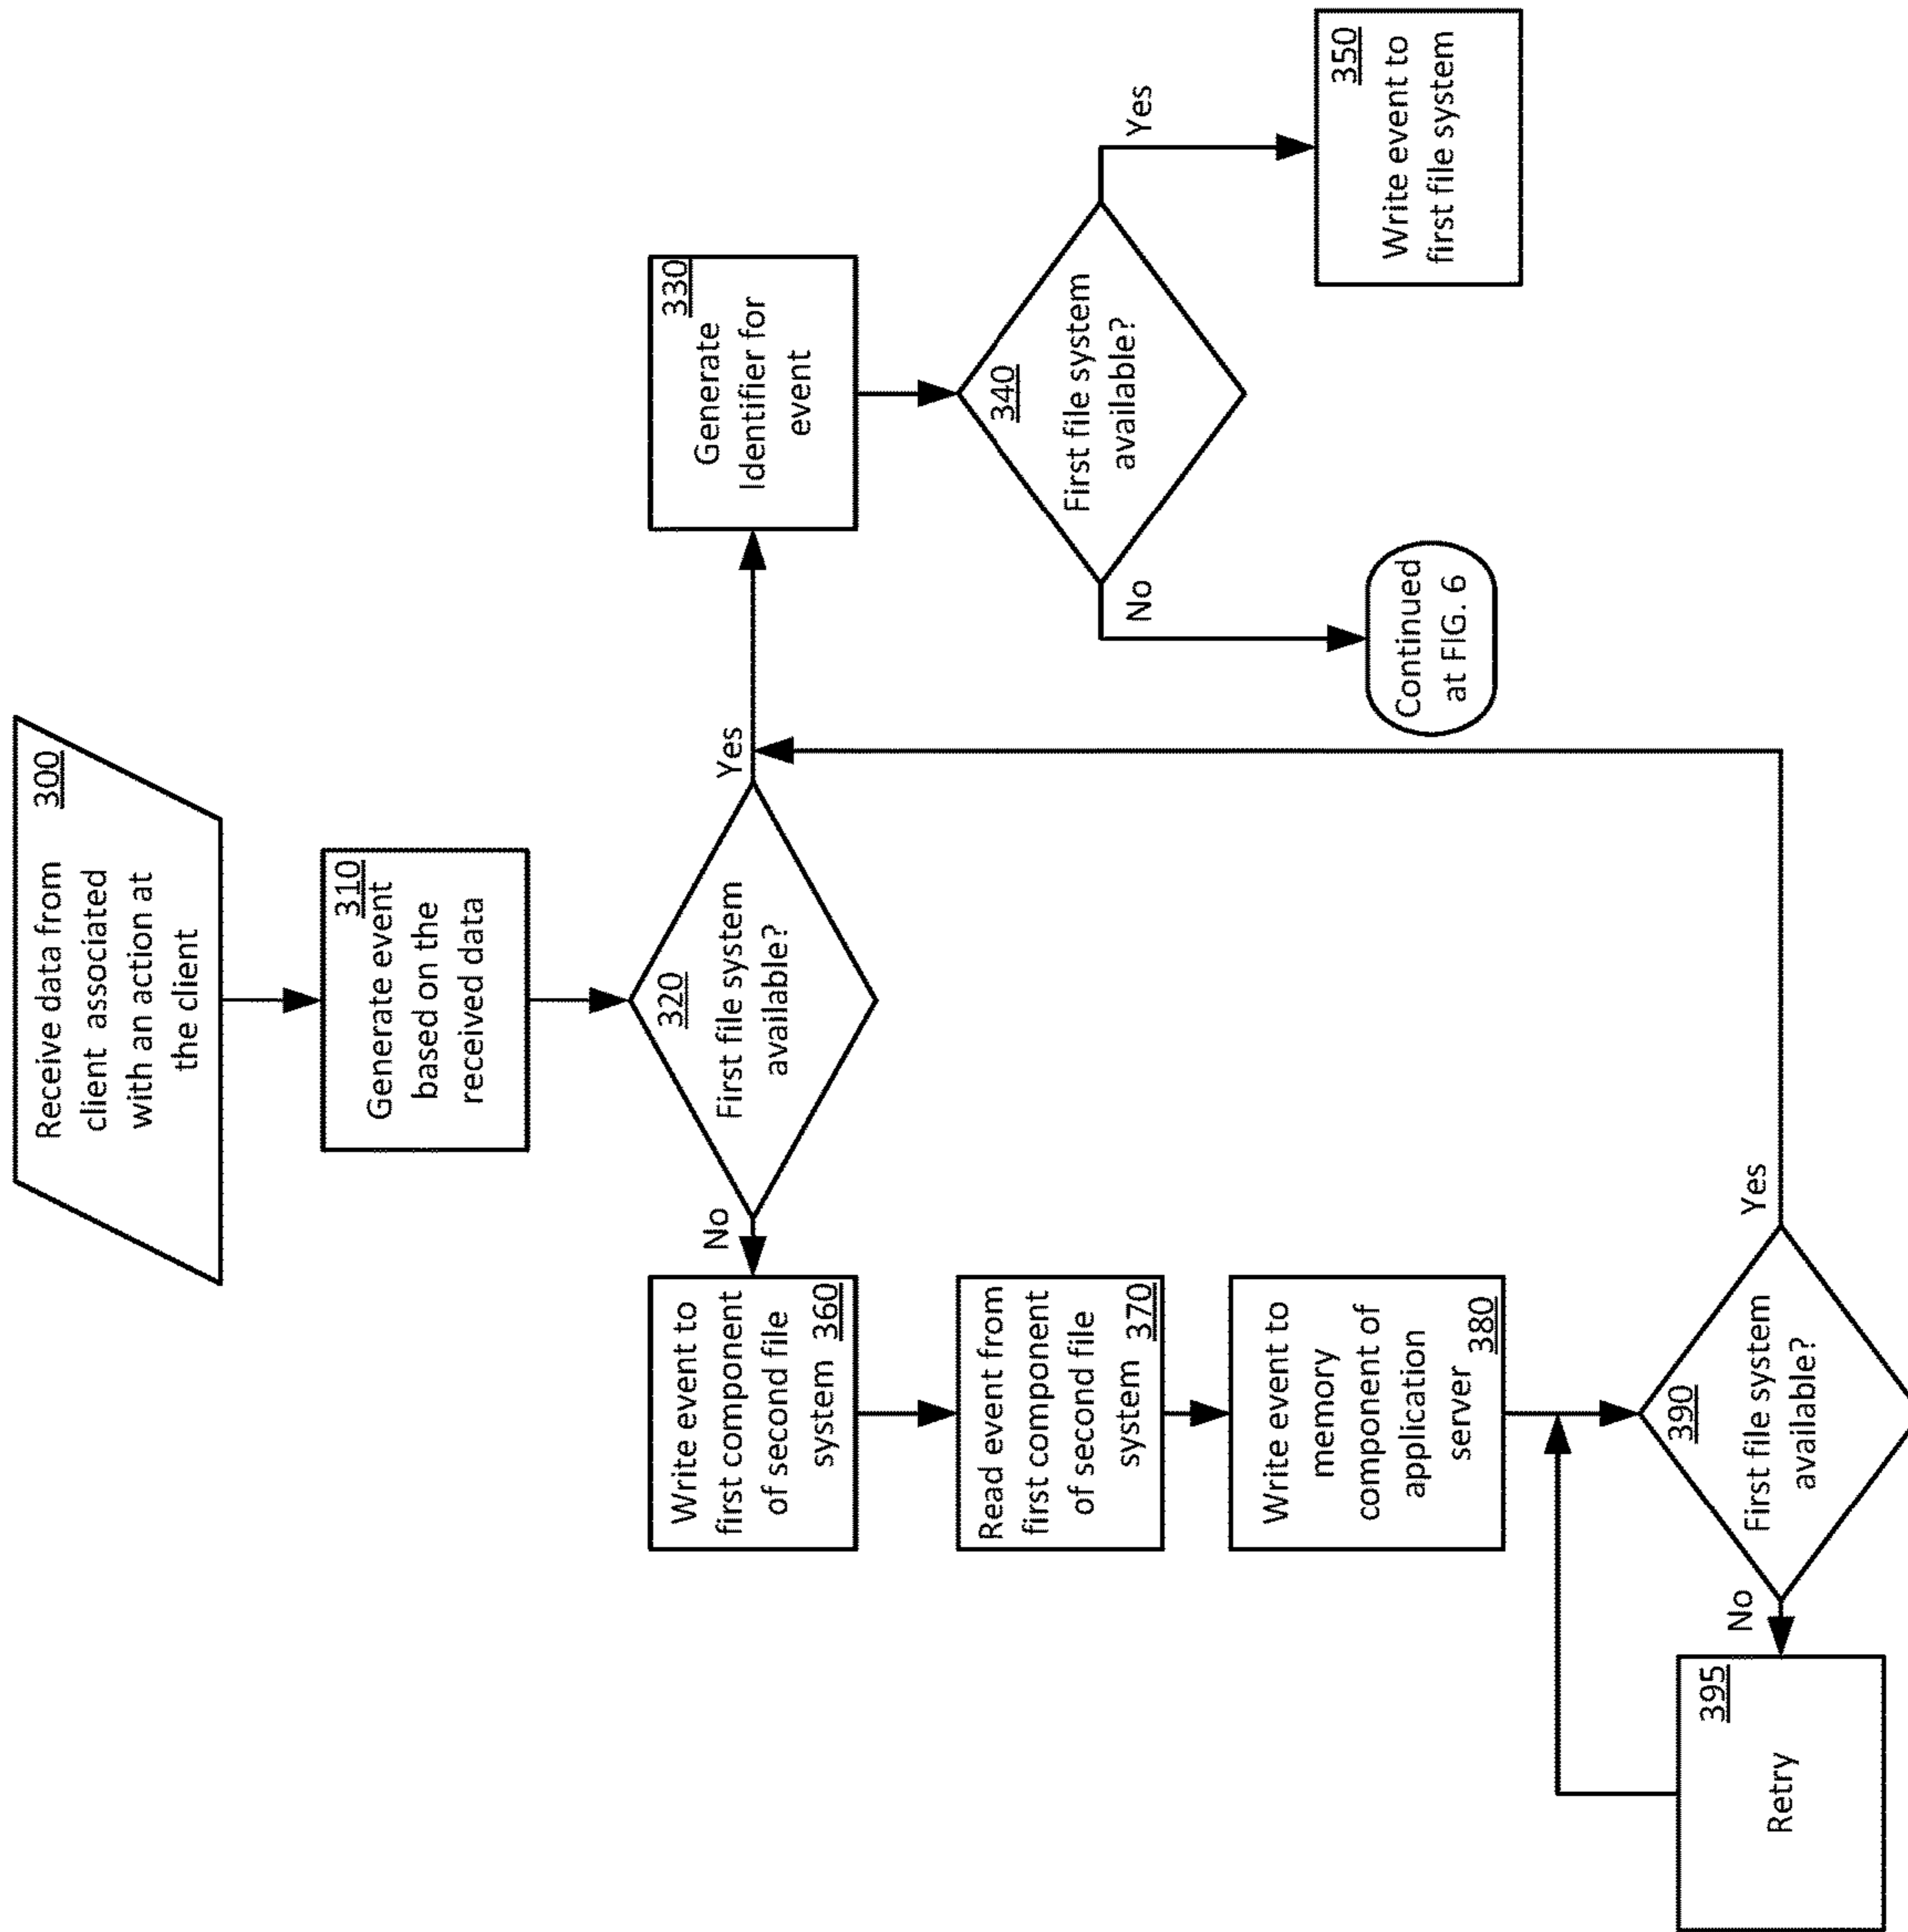 Receive data from
300
client associated
with an action at
the client
310
Generate event
based on the
received data
320
First file system
available?
Yes
No
330
Generate
Identifier for
event
340
First file system
available?
Yes
No
350
Write event to
first file system
Continued
at FIG. 6
Write event to
first component
of second file
system 360
Read event from
first component
of second file
system 370
Write event to
memory
component of
application
server 380
390
First file system
available?
Yes
No
395
Retry